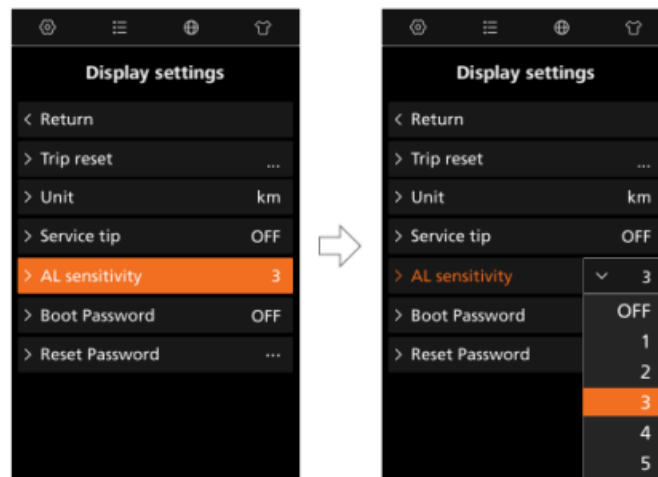 Display settings
< Return
> Trip reset ...
> Unit km
> Service tip OFF
> AL sensitivity 3
> Boot Password OFF
> Reset Password ...
Display settings
< Return
> Trip reset ...
> Unit km
> Service tip OFF
> AL sensitivity 3
> Boot Password
> Reset Password
OFF
1
2
3
4
5